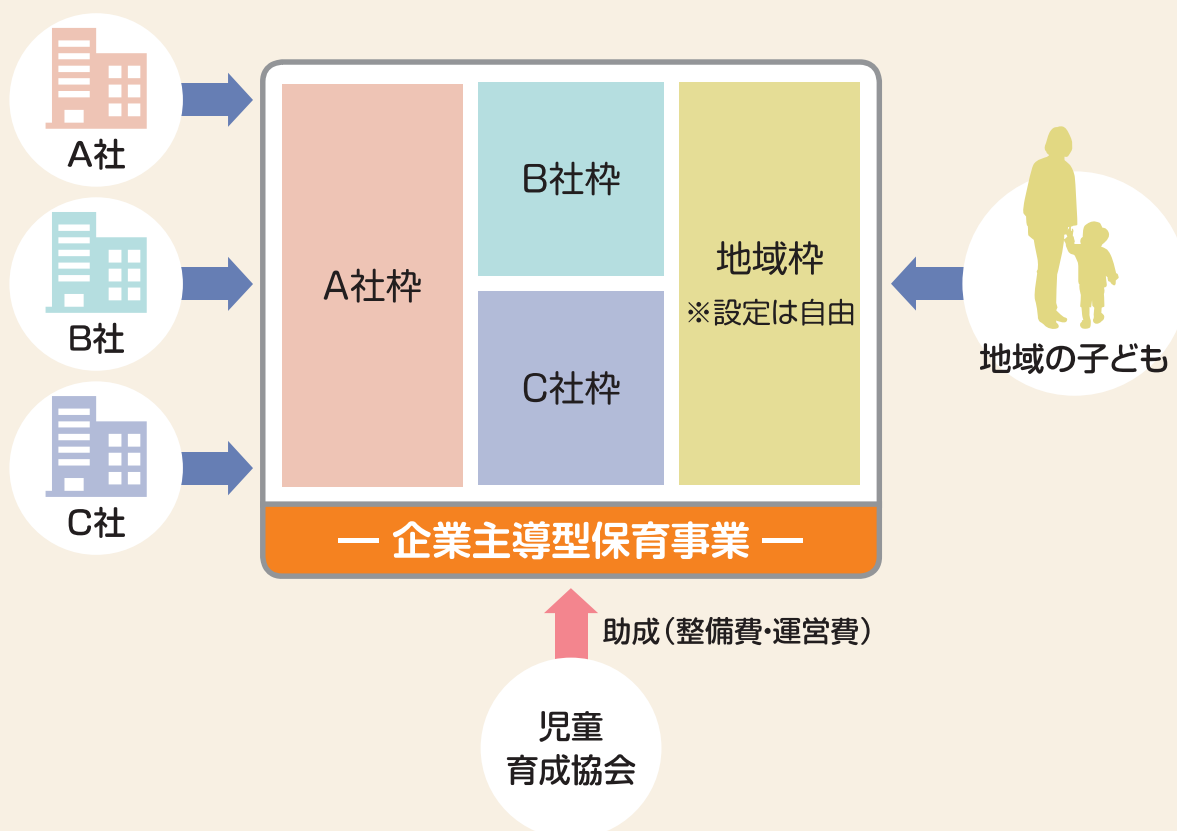 A社
B社
C社
A社枠
B社枠
C社枠
地域枠
※設定は自由
地域の子ども
― 企業主導型保育事業 ―
助成（整備費・運営費）
児童
育成協会